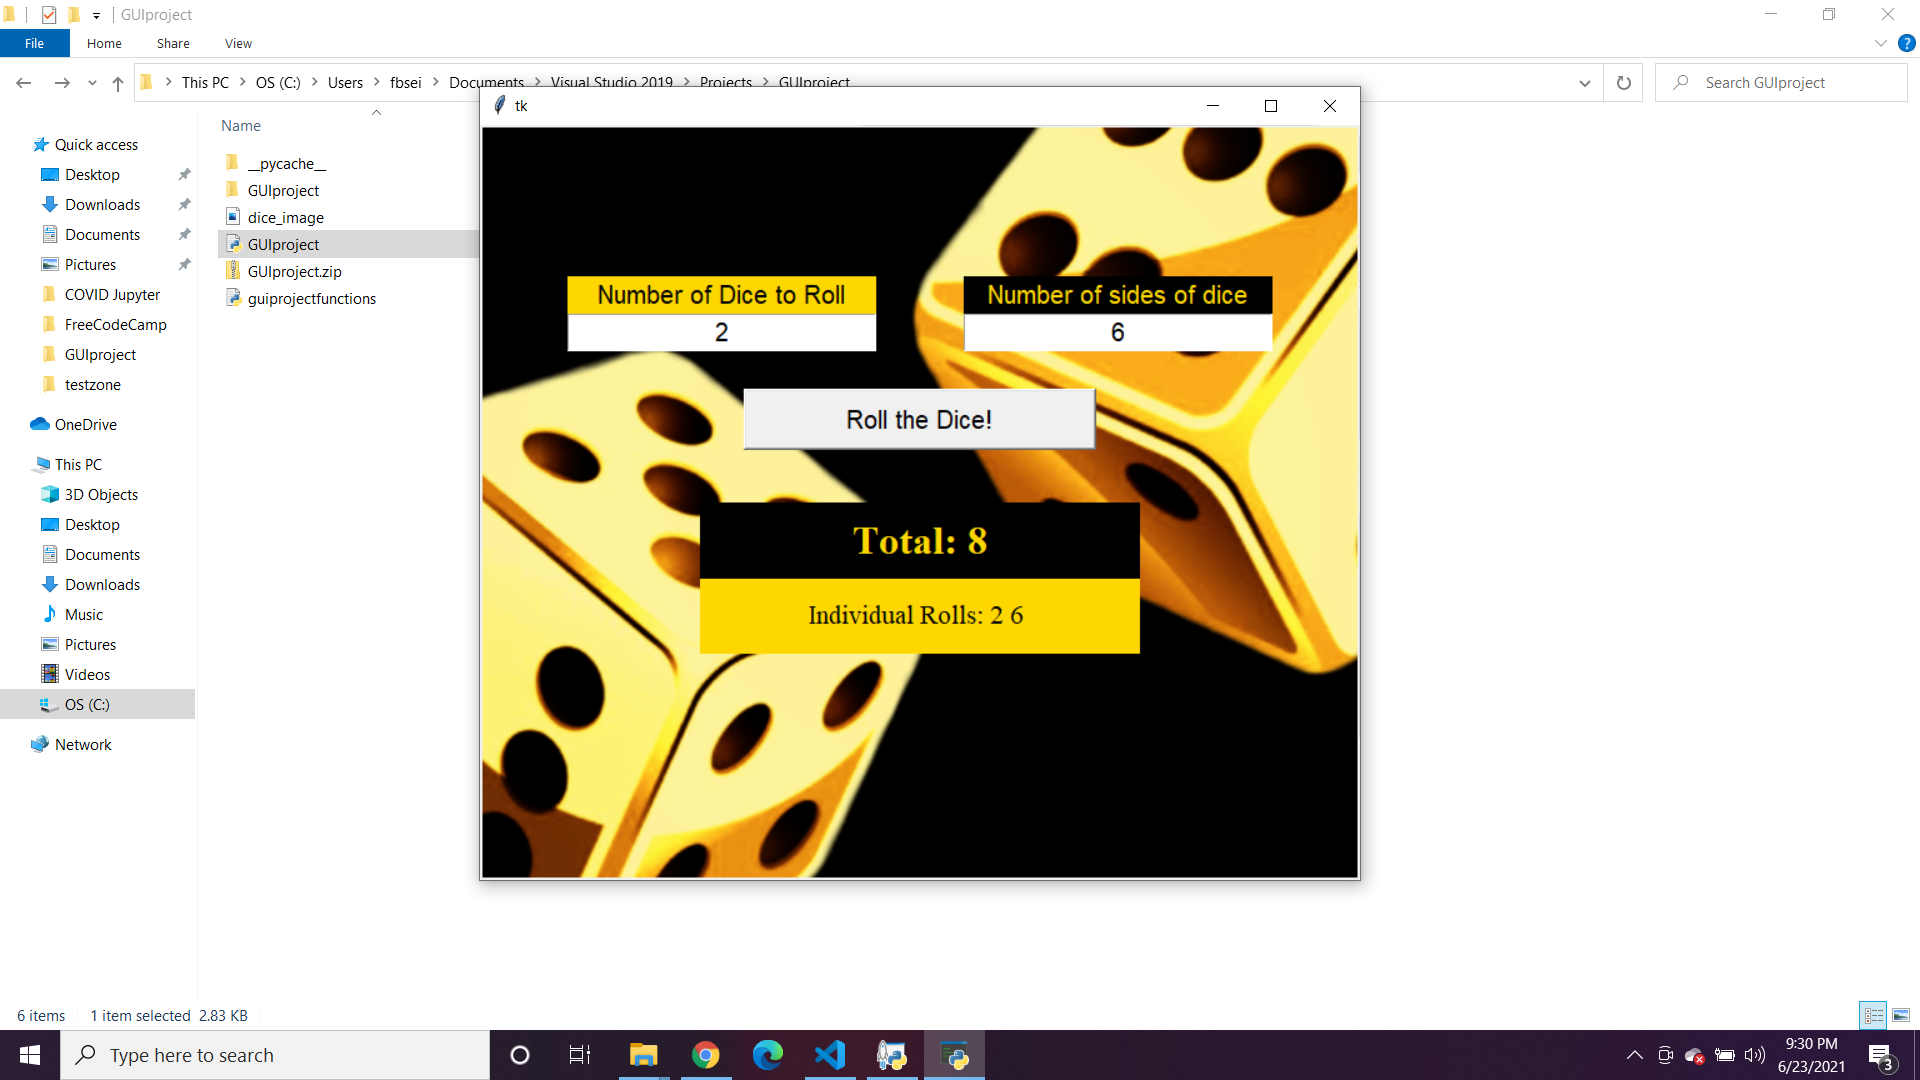 GUIproject
File Home Share View
This PC OS (C:) Users fbsei Documents Visual Studio 2019 Projects GUIproject
Search GUIproject
tk
Name
Quick access
Desktop
Downloads
Documents
Pictures
COVID Jupyter
FreeCodeCamp
GUIproject
testzone
OneDrive
This PC
3D Objects
Desktop
Documents
Downloads
Music
Pictures
Videos
OS (C:)
Network
__pycache__
GUIproject
dice_image
GUIproject
GUIproject.zip
guiprojectfunctions
Number of Dice to Roll
2
Number of sides of dice
6
Roll the Dice!
Total: 8
Individual Rolls: 2 6
6 items 1 item selected 2.83 KB
Type here to search
9:30 PM
6/23/2021
3